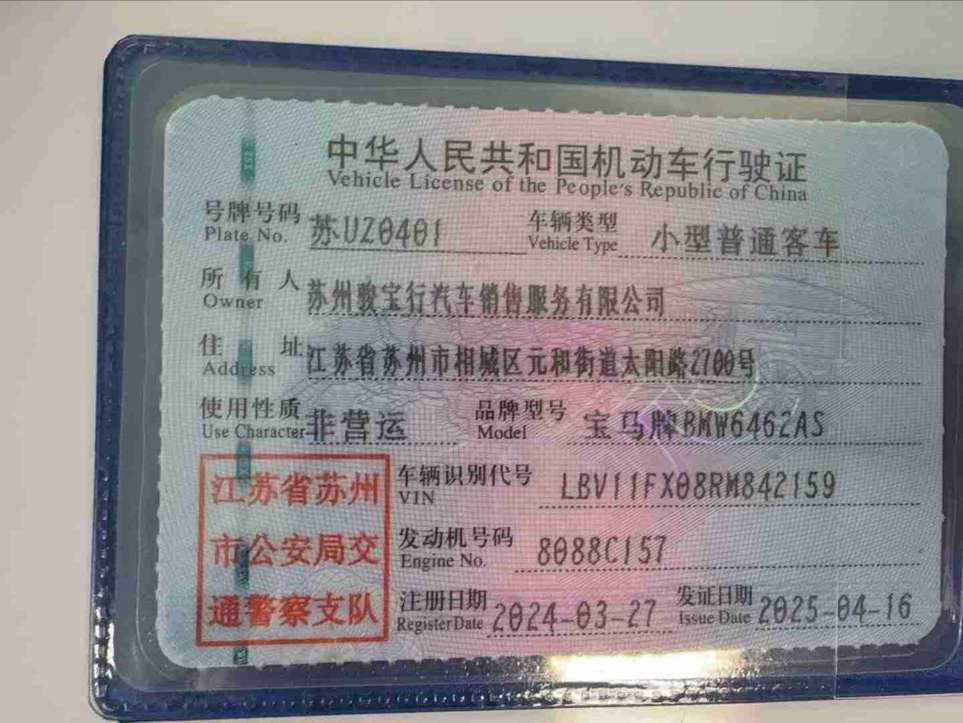 中华人民共和国机动车行驶证
Vehicle License of the People's Republic of China
号牌号码 苏UZ0401 车辆类型 小型普通客车
Plate No. Vehicle Type
所有人 苏州骏宝行汽车销售服务有限公司
Owner
住址 江苏省苏州市相城区元和街道太阳路2700号
Address
使用性质 非营运 品牌型号 宝马牌BMW6462AS
Use Character Model
江苏省苏州
市公安局交
通警察支队
车辆识别代号 LBV11FX08RM842159
VIN
发动机号码 8088C157
Engine No.
注册日期 2024-03-27 发证日期 2025-04-16
Register Date Issue Date